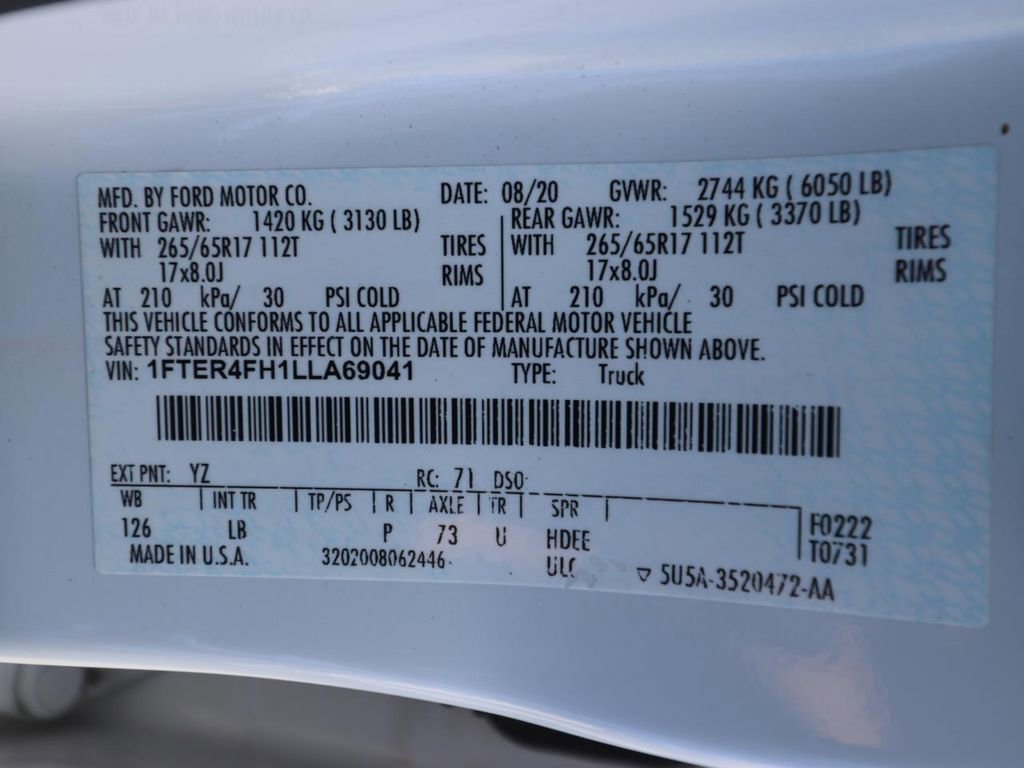 MFD. BY FORD MOTOR CO. DATE: 08/20 GVWR: 2744 KG ( 6050 LB)
FRONT GAWR: 1420 KG ( 3130 LB) REAR GAWR: 1529 KG ( 3370 LB)
WITH 265/65R17 112T TIRES WITH 265/65R17 112T TIRES
17x8.0J RIMS 17x8.0J RIMS
AT 210 kPa/ 30 PSI COLD AT 210 kPa/ 30 PSI COLD
THIS VEHICLE CONFORMS TO ALL APPLICABLE FEDERAL MOTOR VEHICLE
SAFETY STANDARDS IN EFFECT ON THE DATE OF MANUFACTURE SHOWN ABOVE.
VIN: 1FTER4FH1LLA69041 TYPE: Truck
EXT PNT: YZ RC: 71 DSO:
WB INT TR TP/PS R AXLE TR SPR
126 LB P 73 U HDEE F0222
MADE IN U.S.A. 3202008062446 T0731
5U5A-3520472-AA